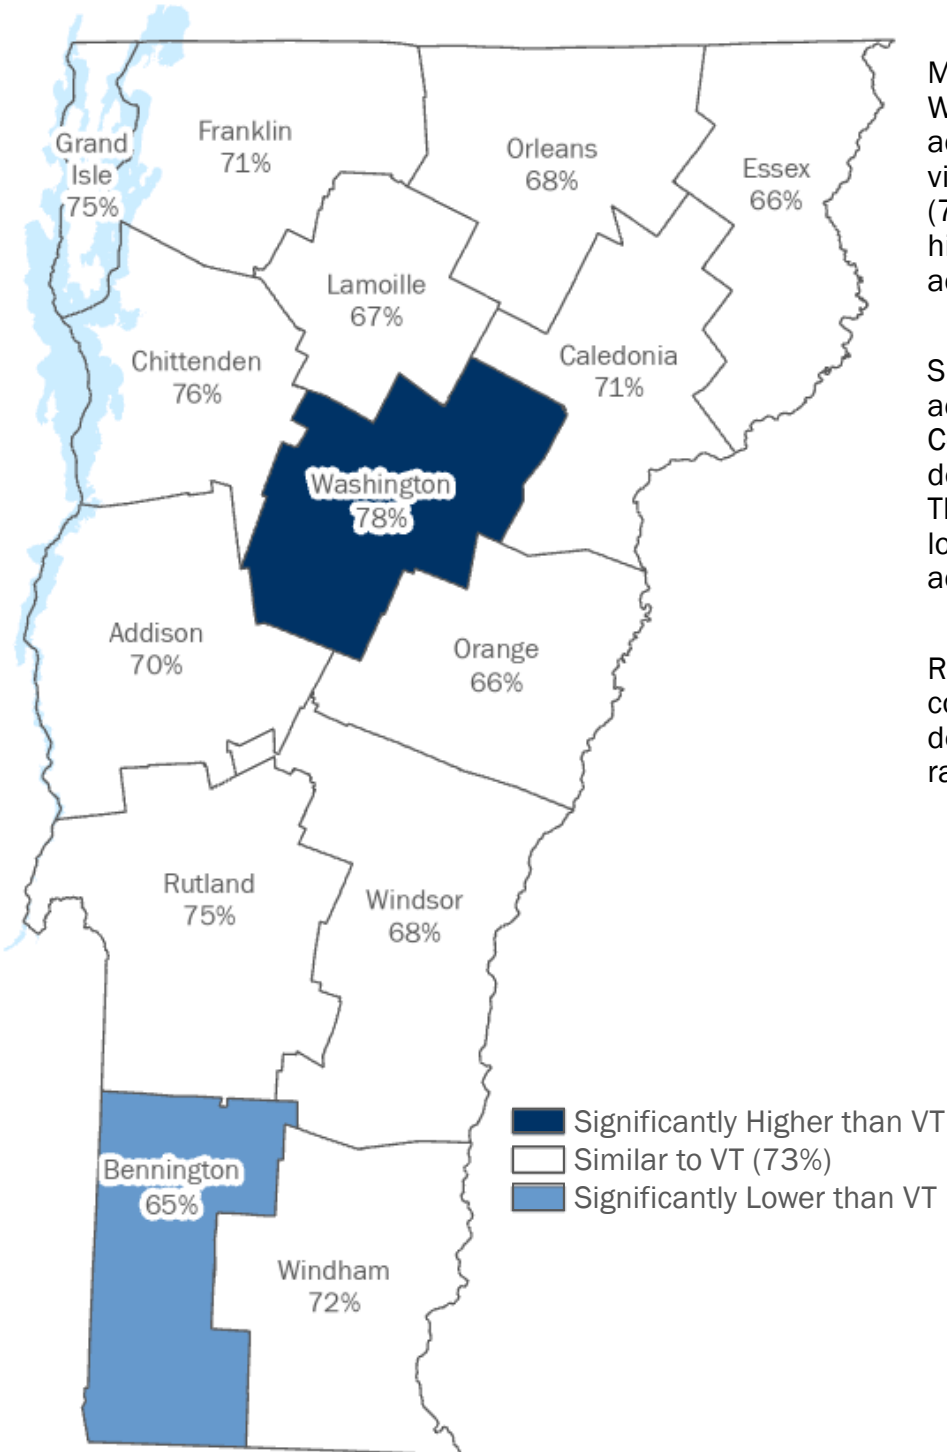 Grand
Isle
75%
Franklin
71%
Orleans
68%
Essex
66%
Lamoille
67%
Chittenden
76%
Caledonia
71%
Washington
78%
Addison
70%
Orange
66%
Rutland
75%
Windsor
68%
Bennington
65%
Windham
72%
Significantly Higher than VT
Similar to VT (73%)
Significantly Lower than VT